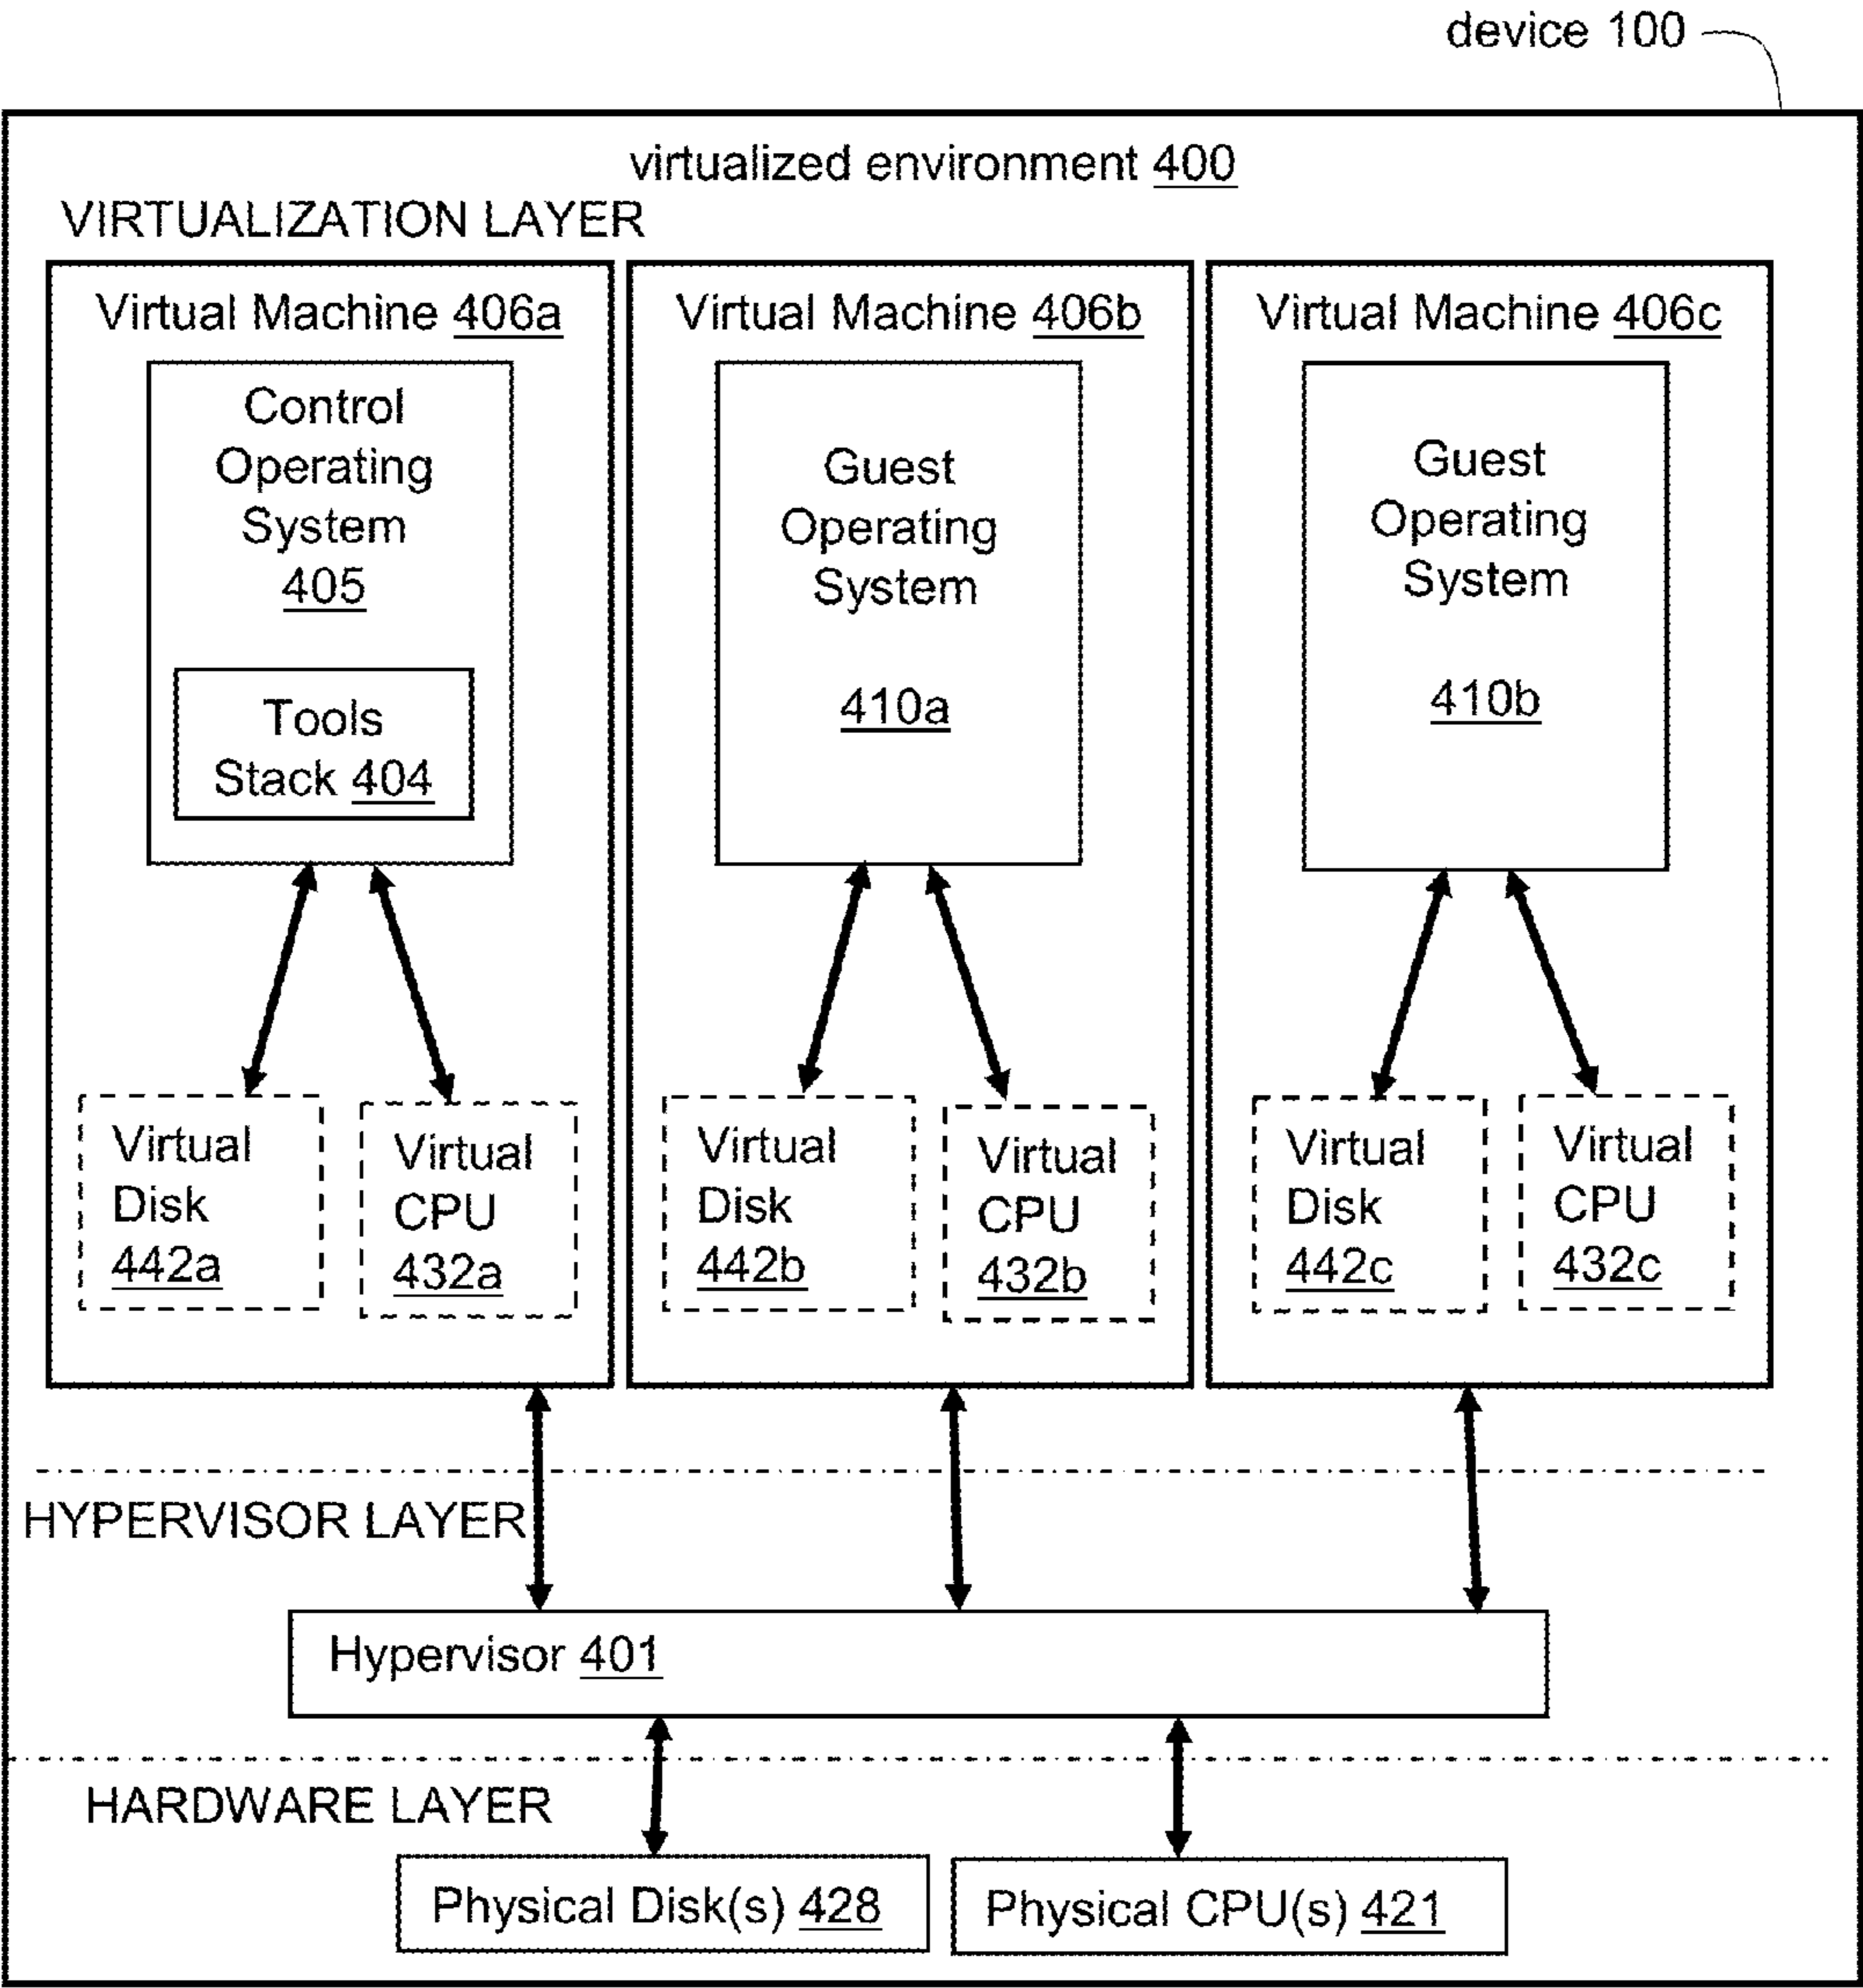 device 100
virtualized environment 400
VIRTUALIZATION LAYER
Virtual Machine 406a
Control
Operating
System
405
Tools
Stack 404
Virtual
Disk
442a
Virtual
CPU
432a
Virtual Machine 406b
Guest
Operating
System
410a
Virtual
Disk
442b
Virtual
CPU
432b
Virtual Machine 406c
Guest
Operating
System
410b
Virtual
Disk
442c
Virtual
CPU
432c
HYPERVISOR LAYER
Hypervisor 401
HARDWARE LAYER
Physical Disk(s) 428
Physical CPU(s) 421